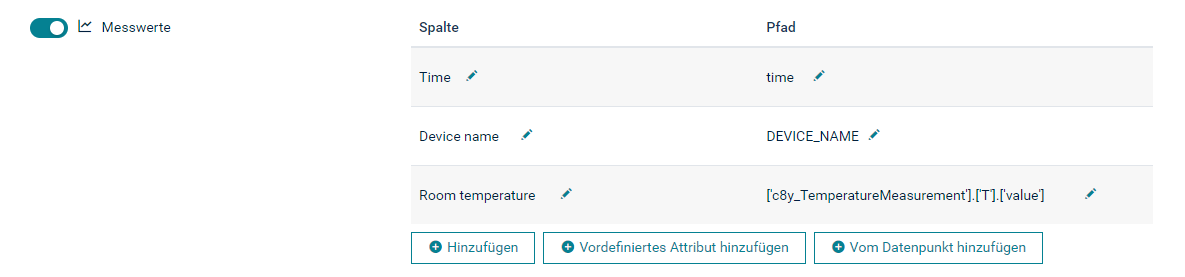 Messwerte Spalte Pfad
Time time
Device name DEVICE_NAME
Room temperature ['c8y_TemperatureMeasurement'].['T'].['value']
Hinzufügen Vordefiniertes Attribut hinzufügen Vom Datenpunkt hinzufügen